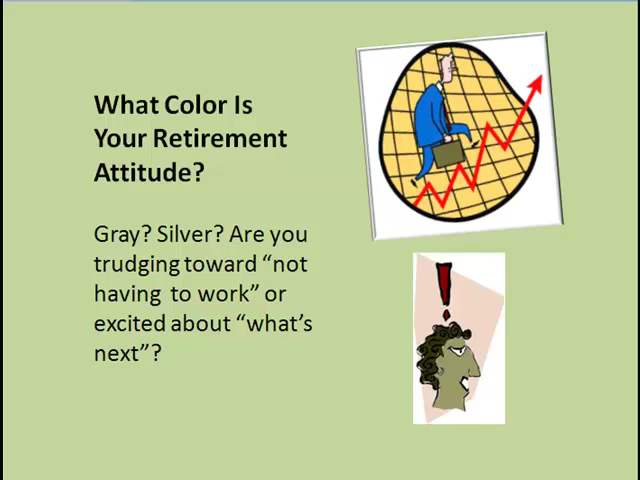 What Color Is
Your Retirement
Attitude?
Gray? Silver? Are you
trudging toward “not
having to work” or
excited about “what’s
next”?